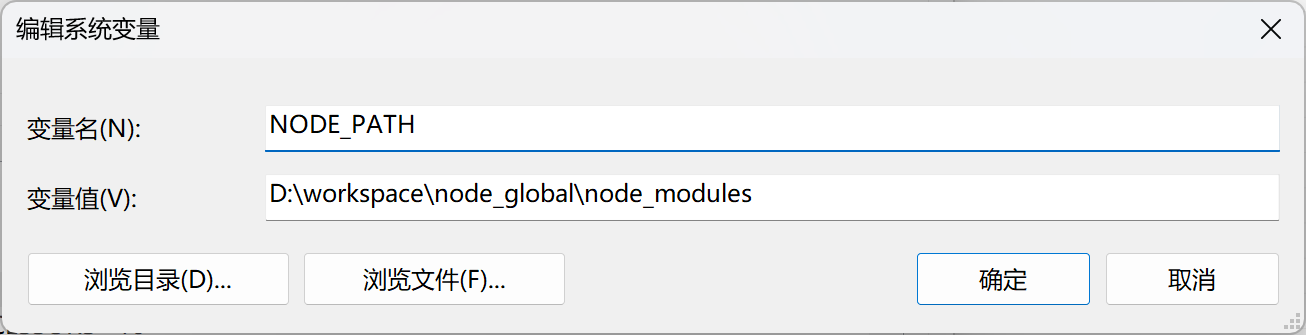 编辑系统变量
变量名(N):
NODE_PATH
变量值(V):
D:\workspace\node_global\node_modules
浏览目录(D)...
浏览文件(F)...
确定
取消